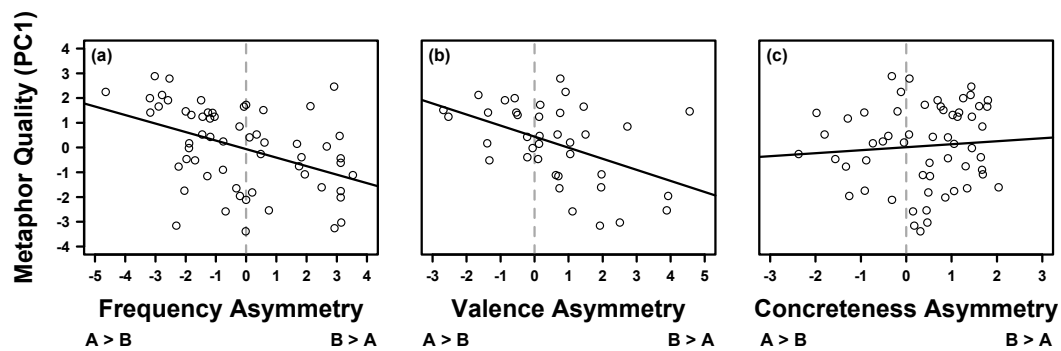 Metaphor Quality (PC1)
(a)
(b)
(c)
4
3
2
1
0
-1
-2
-3
-4
-5 -4 -3 -2 -1 0 1 2 3 4
-3 -2 -1 0 1 2 3 4 5
-3 -2 -1 0 1 2 3
Frequency Asymmetry
Valence Asymmetry
Concreteness Asymmetry
A > B B > A
A > B B > A
A > B B > A